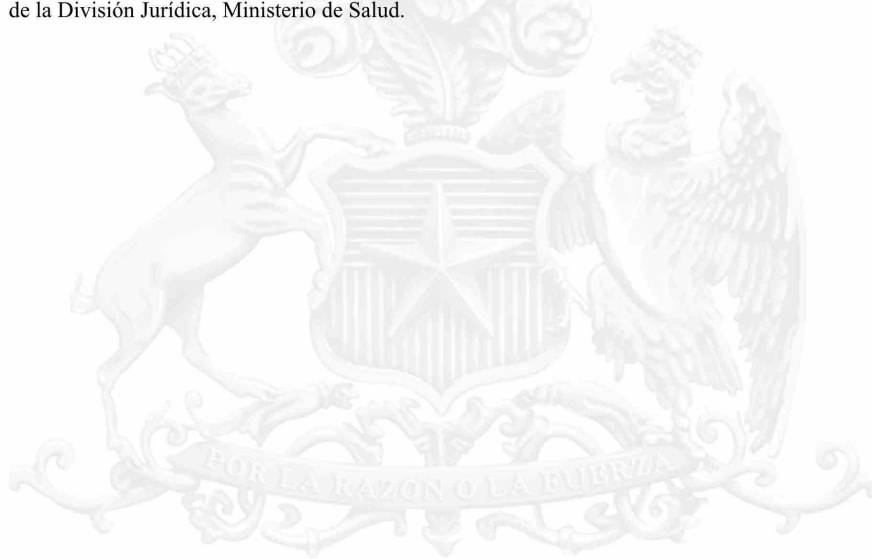 de la División Jurídica, Ministerio de Salud.
POR LA RAZON O LA FUERZA